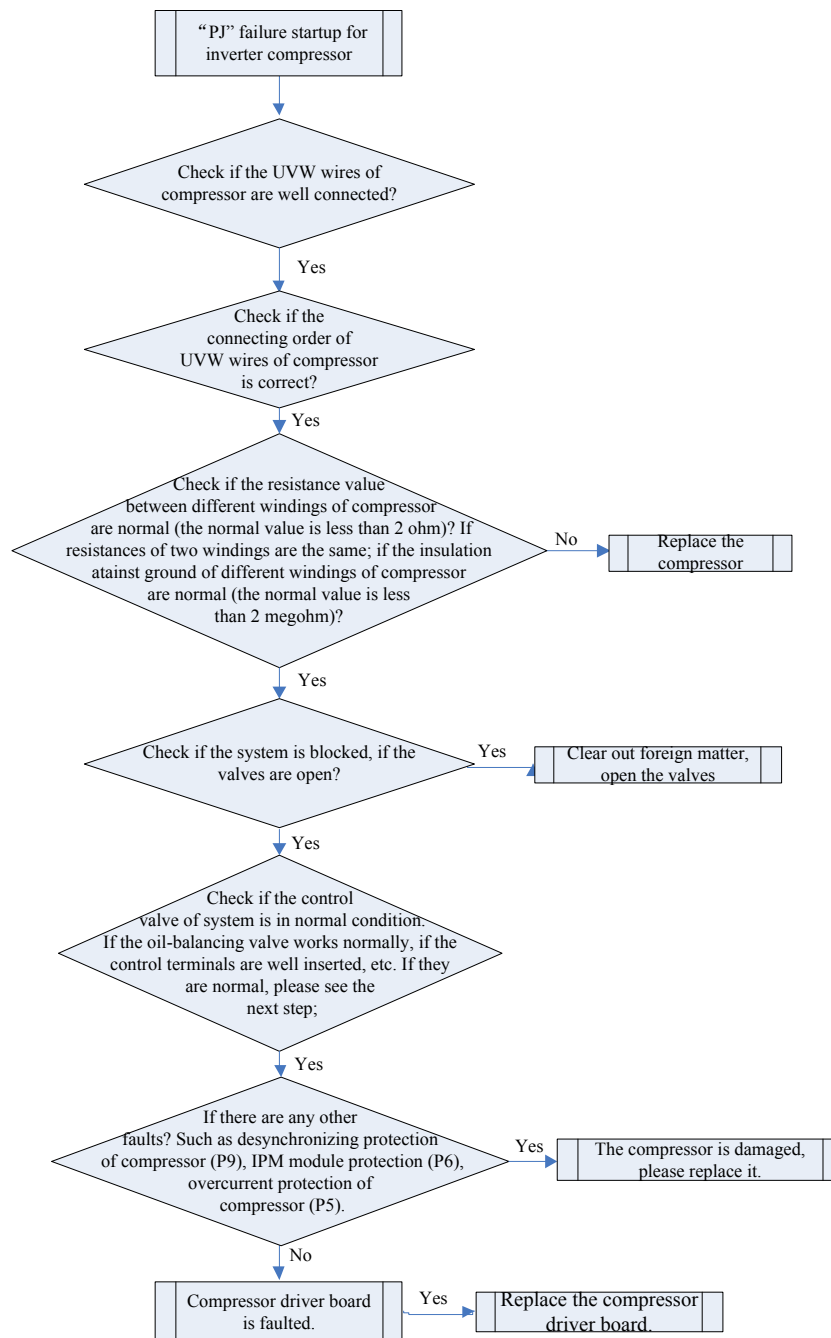 “PJ” failure startup for
inverter compressor
Check if the UVW wires of
compressor are well connected?
Yes
Check if the
connecting order of
UVW wires of compressor
is correct?
Yes
Check if the resistance value
between different windings of compressor
are normal (the normal value is less than 2 ohm)? If
resistances of two windings are the same; if the insulation
atainst ground of different windings of compressor
are normal (the normal value is less
than 2 megohm)?
No
Replace the
compressor
Yes
Check if the system is blocked, if the
valves are open?
Yes
Clear out foreign matter,
open the valves
Yes
Check if the control
valve of system is in normal condition.
If the oil-balancing valve works normally, if the
control terminals are well inserted, etc. If they
are normal, please see the
next step;
Yes
If there are any other
faults? Such as desynchronizing protection
of compressor (P9), IPM module protection (P6),
overcurrent protection of
compressor (P5).
Yes
The compressor is damaged,
please replace it.
No
Compressor driver board
is faulted.
Yes
Replace the compressor
driver board.